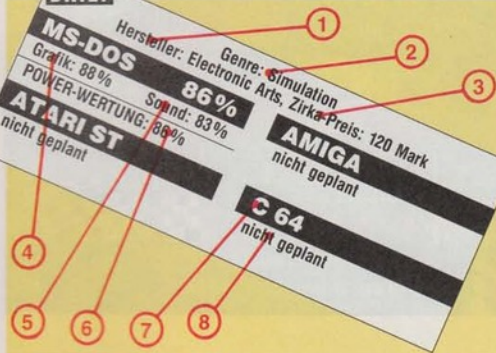 Genre: Simulation
Hersteller: Electronic Arts, Zirka-Preis: 120 Mark
MS-DOS 86%
Grafik: 88% Sound: 83%
POWER-WERTUNG: 86%
ATARI ST
nicht geplant
AMIGA
nicht geplant
C 64
nicht geplant
1
2
3
4
5
6
7
8